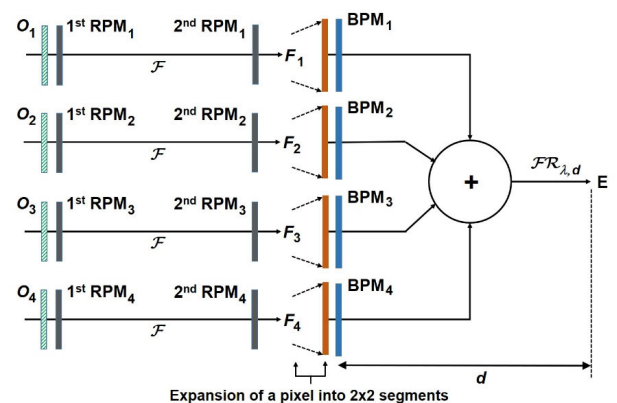 O₁ 1ˢᵗ RPM₁ 2ⁿᵈ RPM₁ BPM₁
ℱ F₁
O₂ 1ˢᵗ RPM₂ 2ⁿᵈ RPM₂ BPM₂
ℱ F₂
+ ℱℛ_λ,d E
O₃ 1ˢᵗ RPM₃ 2ⁿᵈ RPM₃ BPM₃
ℱ F₃
O₄ 1ˢᵗ RPM₄ 2ⁿᵈ RPM₄ BPM₄
ℱ F₄
d
Expansion of a pixel into 2x2 segments